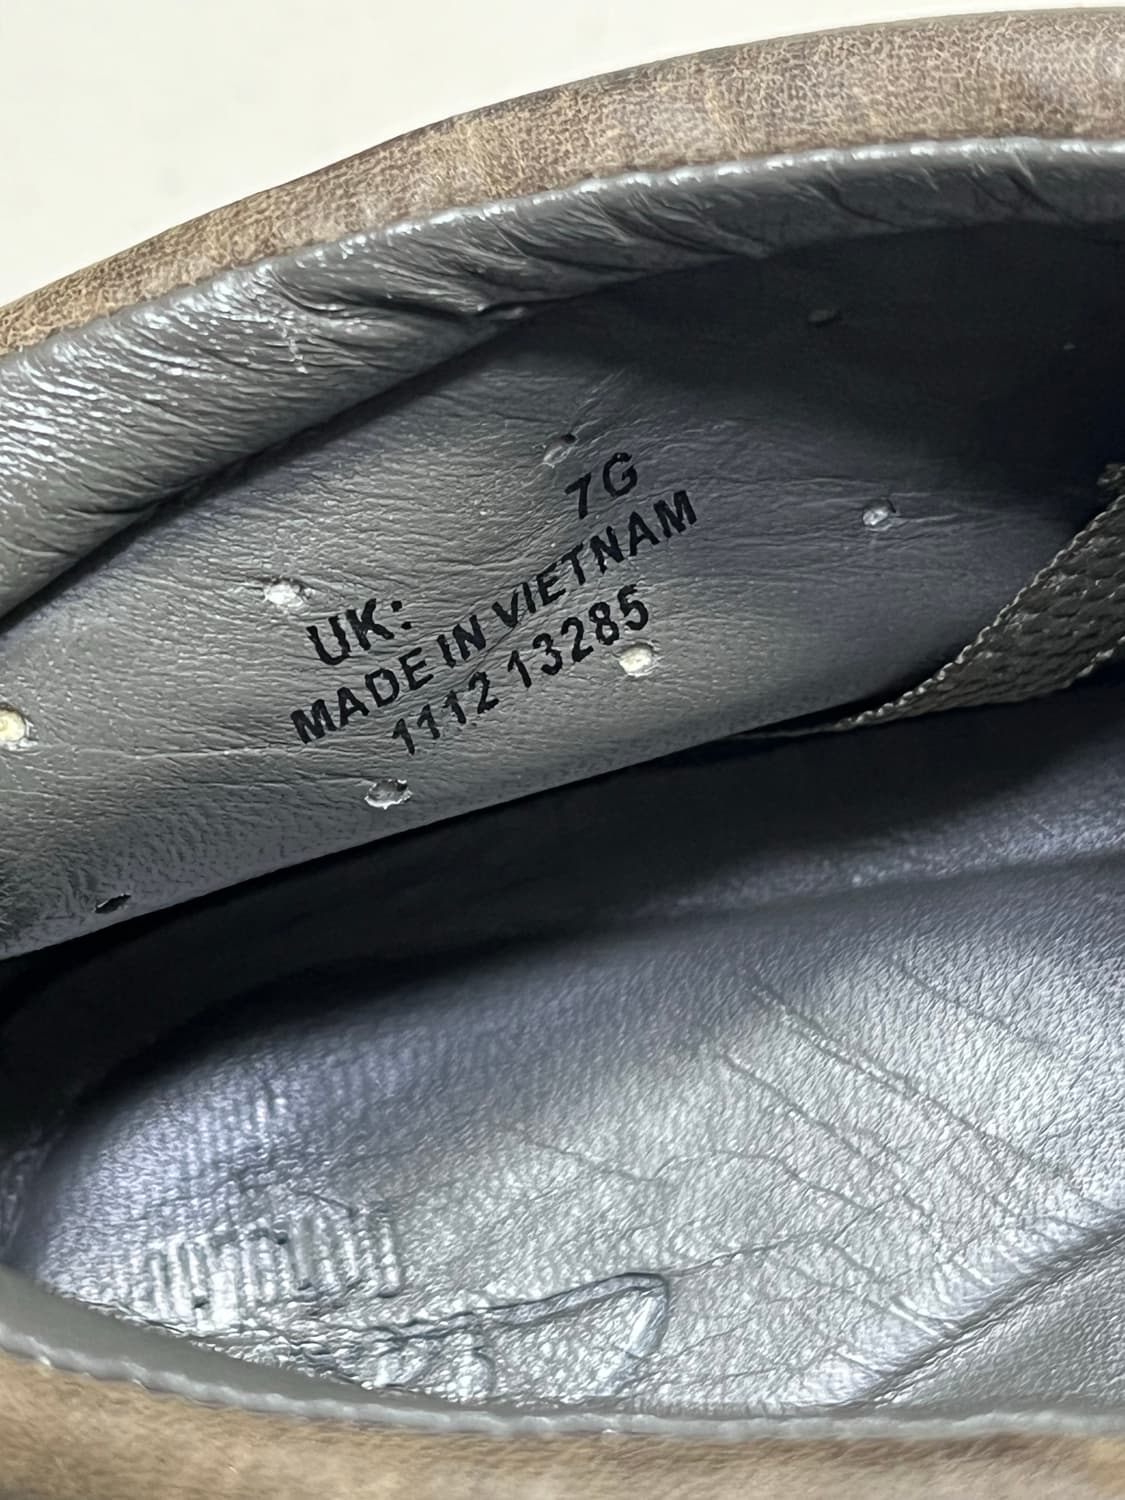 UK: 7G
MADE IN VIETNAM
1112 13285